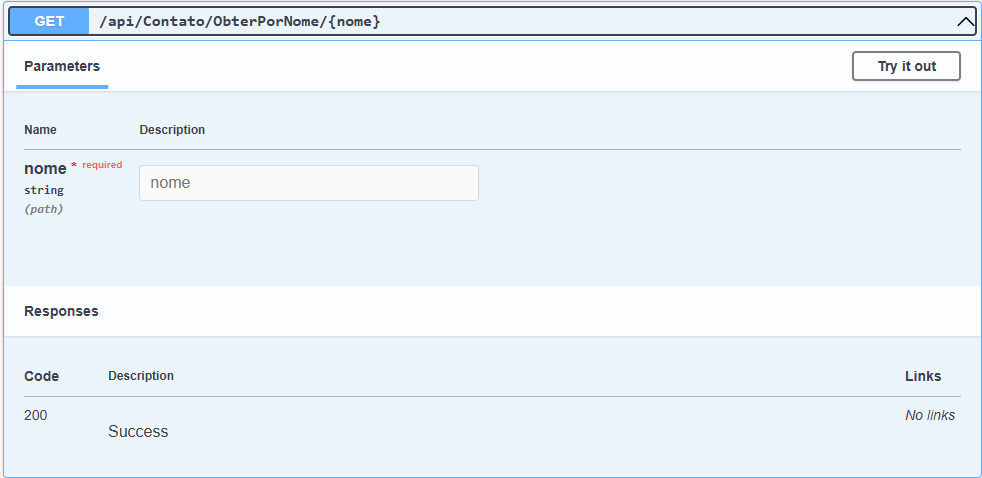 GET /api/Contato/ObterPorNome/{nome}
Parameters Try it out
Name Description
nome * required
string
(path)
nome
Responses
Code Description Links
200 No links
Success